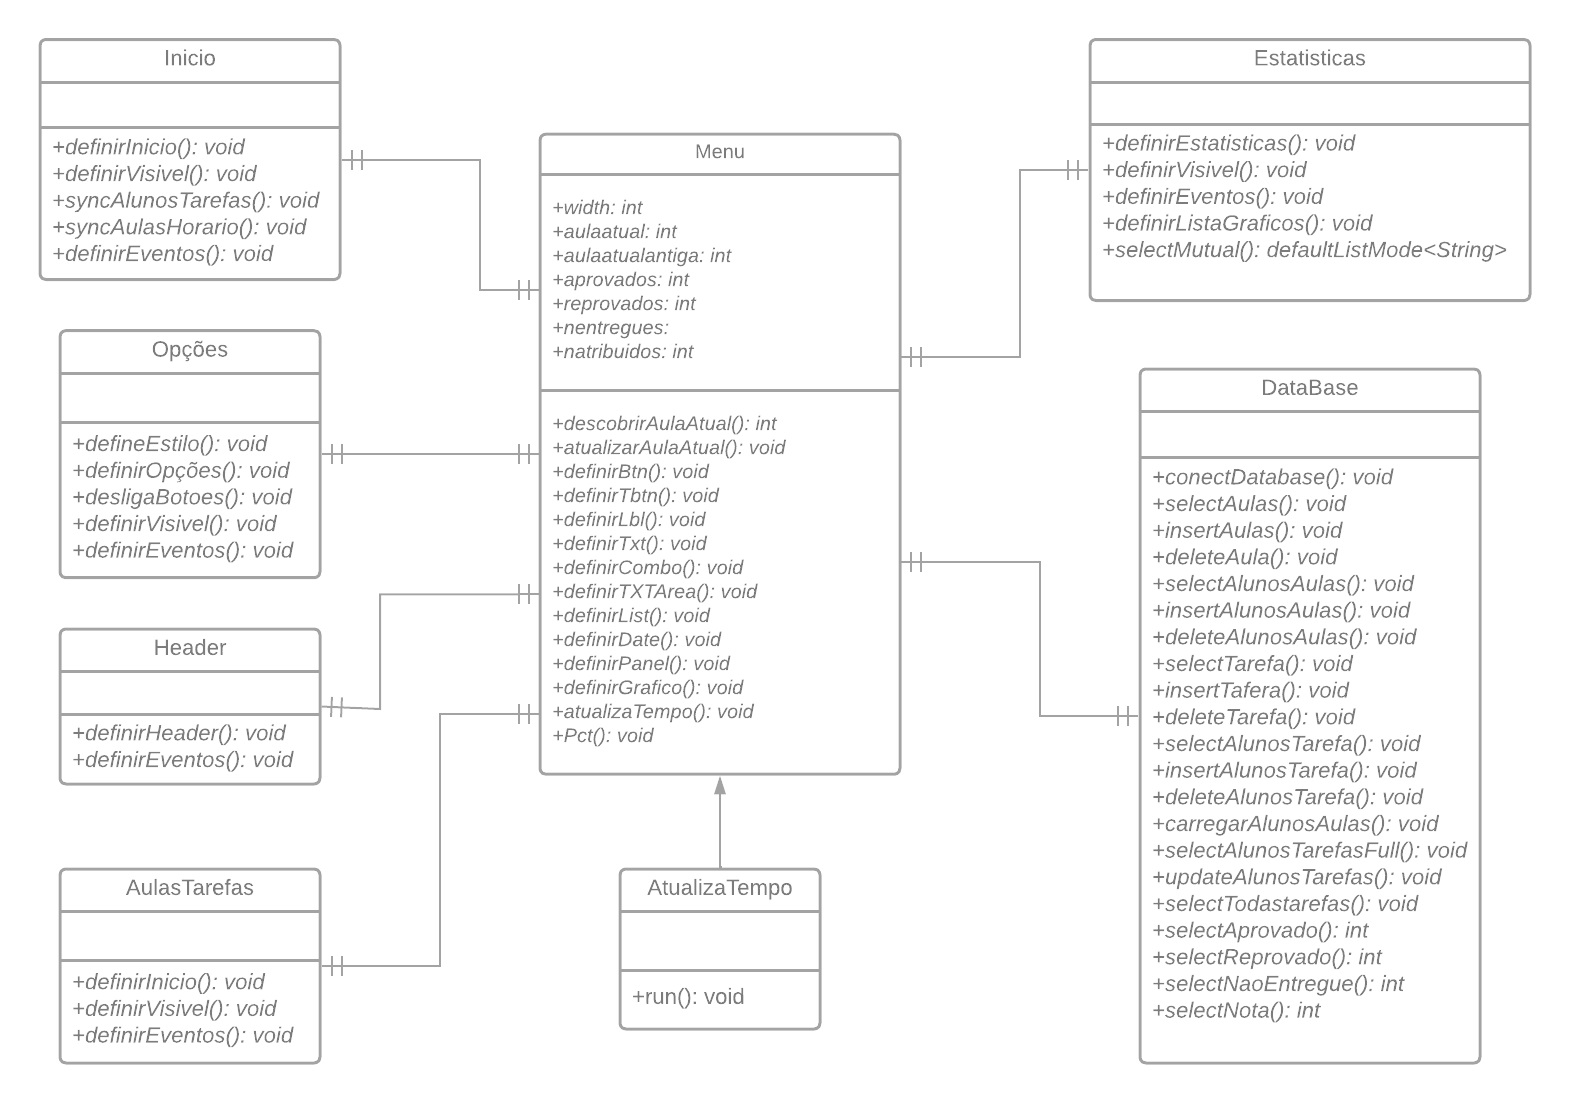 Inicio
+definirInicio(): void
+definirVisivel(): void
+syncAlunosTarefas(): void
+syncAulasHorario(): void
+definirEventos(): void
Opções
+defineEstilo(): void
+definirOpções(): void
+desligaBotoes(): void
+definirVisivel(): void
+definirEventos(): void
Header
+definirHeader(): void
+definirEventos(): void
AulasTarefas
+definirInicio(): void
+definirVisivel(): void
+definirEventos(): void
Menu
+width: int
+aulaatual: int
+aulaatualantiga: int
+aprovados: int
+reprovados: int
+nentregues:
+natribuidos: int
+descobrirAulaAtual(): int
+atualizarAulaAtual(): void
+definirBtn(): void
+definirTbtn(): void
+definirLbl(): void
+definirTxt(): void
+definirCombo(): void
+definirTXTArea(): void
+definirList(): void
+definirDate(): void
+definirPanel(): void
+definirGrafico(): void
+atualizaTempo(): void
+Pct(): void
AtualizaTempo
+run(): void
Estatisticas
+definirEstatisticas(): void
+definirVisivel(): void
+definirEventos(): void
+definirListaGraficos(): void
+selectMutual(): defaultListMode<String>
DataBase
+conectDatabase(): void
+selectAulas(): void
+insertAulas(): void
+deleteAula(): void
+selectAlunosAulas(): void
+insertAlunosAulas(): void
+deleteAlunosAulas(): void
+selectTarefa(): void
+insertTafera(): void
+deleteTarefa(): void
+selectAlunosTarefa(): void
+insertAlunosTarefa(): void
+deleteAlunosTarefa(): void
+carregarAlunosAulas(): void
+selectAlunosTarefasFull(): void
+updateAlunosTarefas(): void
+selectTodastarefas(): void
+selectAprovado(): int
+selectReprovado(): int
+selectNaoEntregue(): int
+selectNota(): int